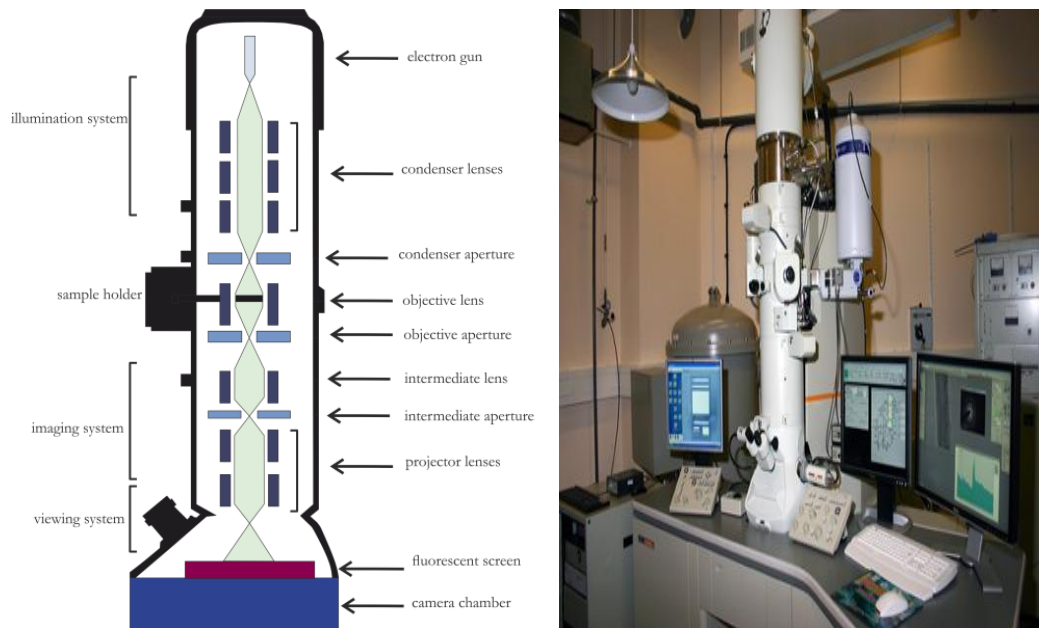 electron gun
illumination system
condenser lenses
condenser aperture
sample holder
objective lens
objective aperture
intermediate lens
intermediate aperture
imaging system
projector lenses
viewing system
fluorescent screen
camera chamber